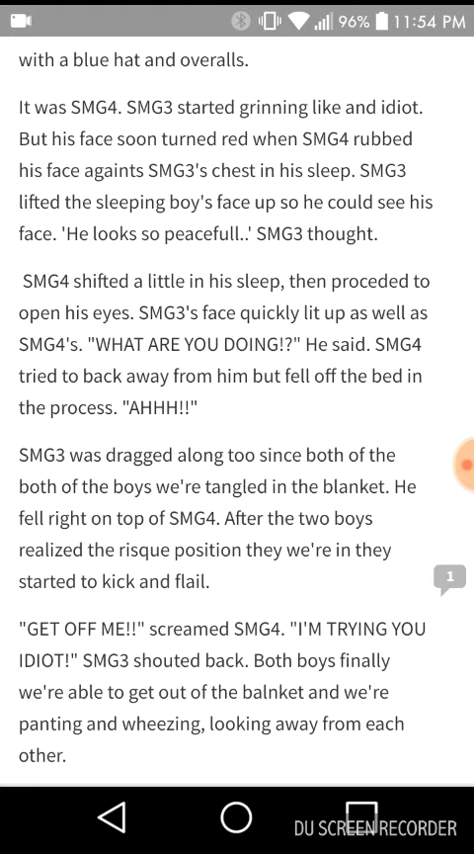 96% 11:54 PM
with a blue hat and overalls.
It was SMG4. SMG3 started grinning like and idiot.
But his face soon turned red when SMG4 rubbed
his face againts SMG3's chest in his sleep. SMG3
lifted the sleeping boy's face up so he could see his
face. 'He looks so peacefull..' SMG3 thought.
SMG4 shifted a little in his sleep, then proceded to
open his eyes. SMG3's face quickly lit up as well as
SMG4's. "WHAT ARE YOU DOING!?" He said. SMG4
tried to back away from him but fell off the bed in
the process. "AHHH!!"
SMG3 was dragged along too since both of the
both of the boys we're tangled in the blanket. He
fell right on top of SMG4. After the two boys
realized the risque position they we're in they
started to kick and flail.
1
"GET OFF ME!!" screamed SMG4. "I'M TRYING YOU
IDIOT!" SMG3 shouted back. Both boys finally
we're able to get out of the balnket and we're
panting and wheezing, looking away from each
other.
DU SCREEN RECORDER